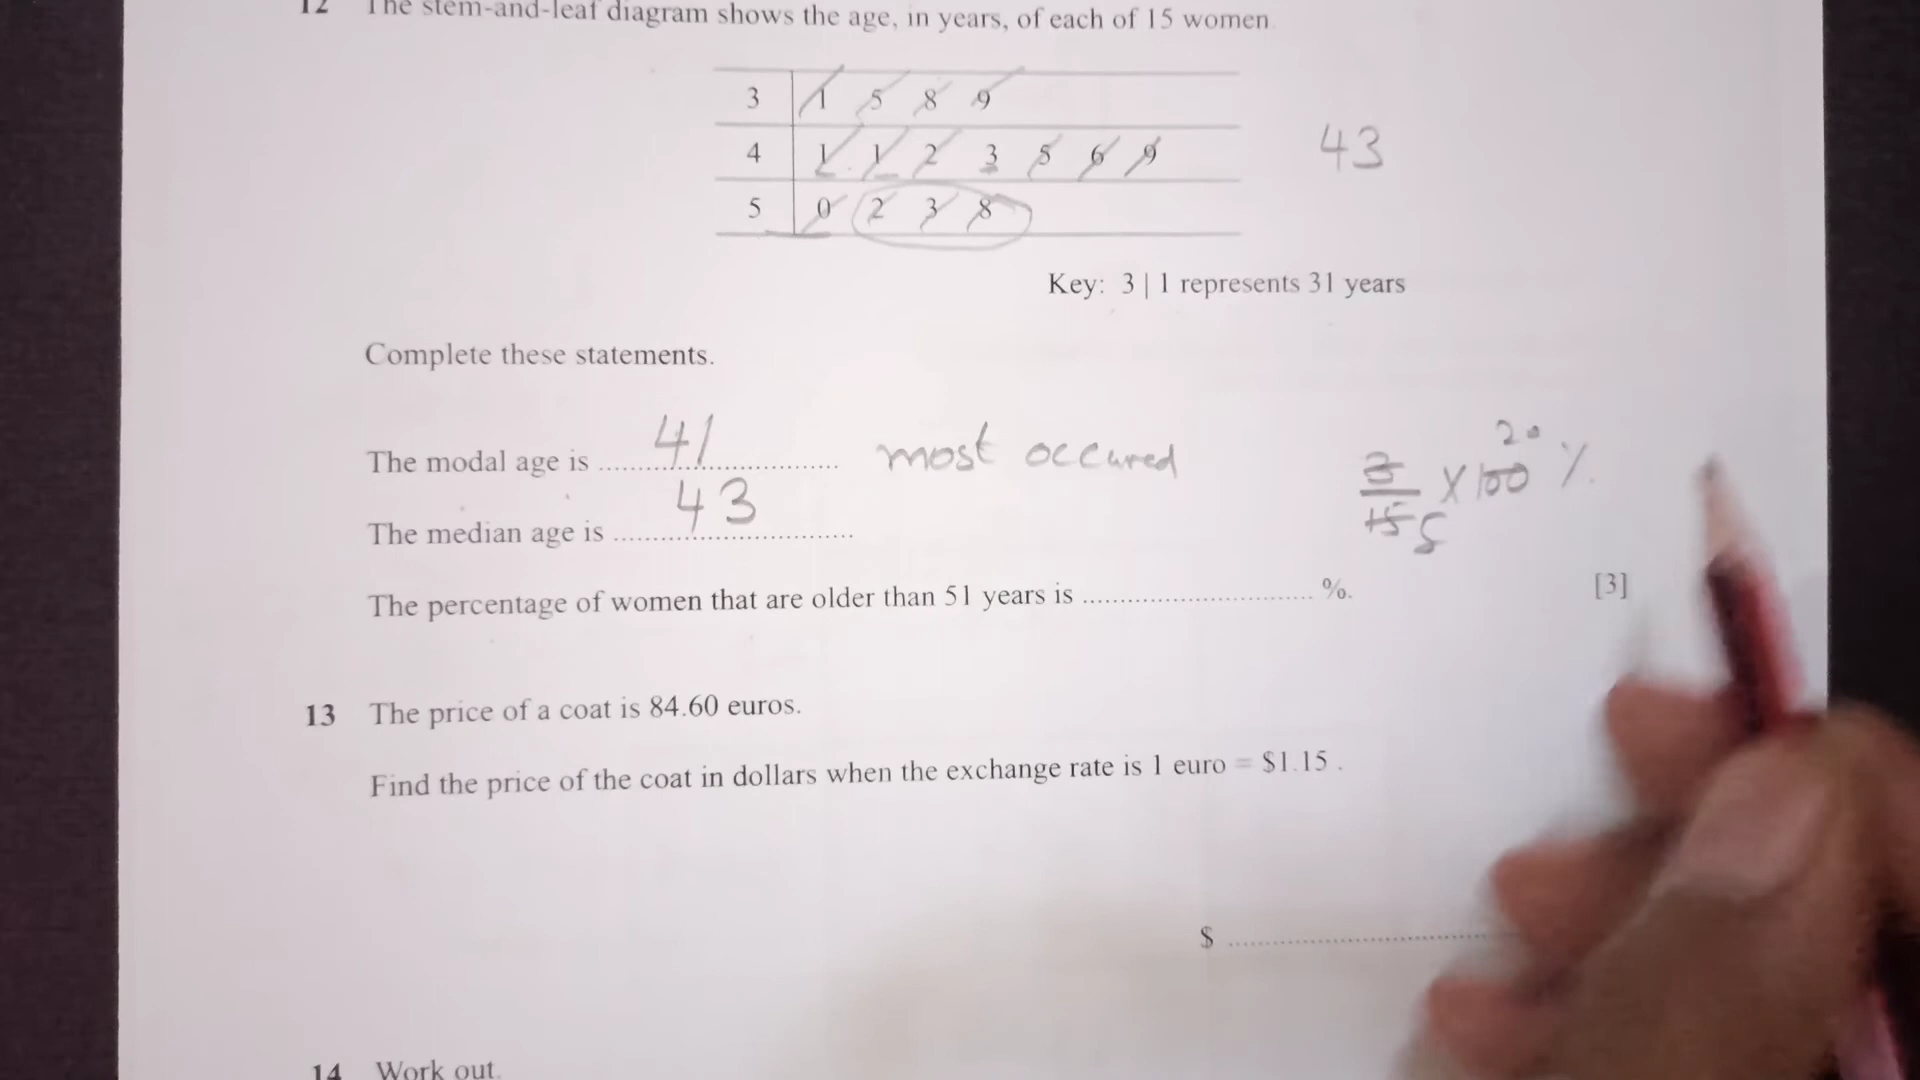 12 The stem-and-leaf diagram shows the age, in years, of each of 15 women
3 1 5 8 9
4 1 1 2 3 5 6 9
43
5 0 2 3 8
Key: 3 | 1 represents 31 years
Complete these statements.
The modal age is 41 most occured
The median age is 43
3/15 5 × 100 20 %
The percentage of women that are older than 51 years is .............................. %. [3]
13 The price of a coat is 84.60 euros.
Find the price of the coat in dollars when the exchange rate is 1 euro = $1.15 .
$ ..............................
14 Work out.